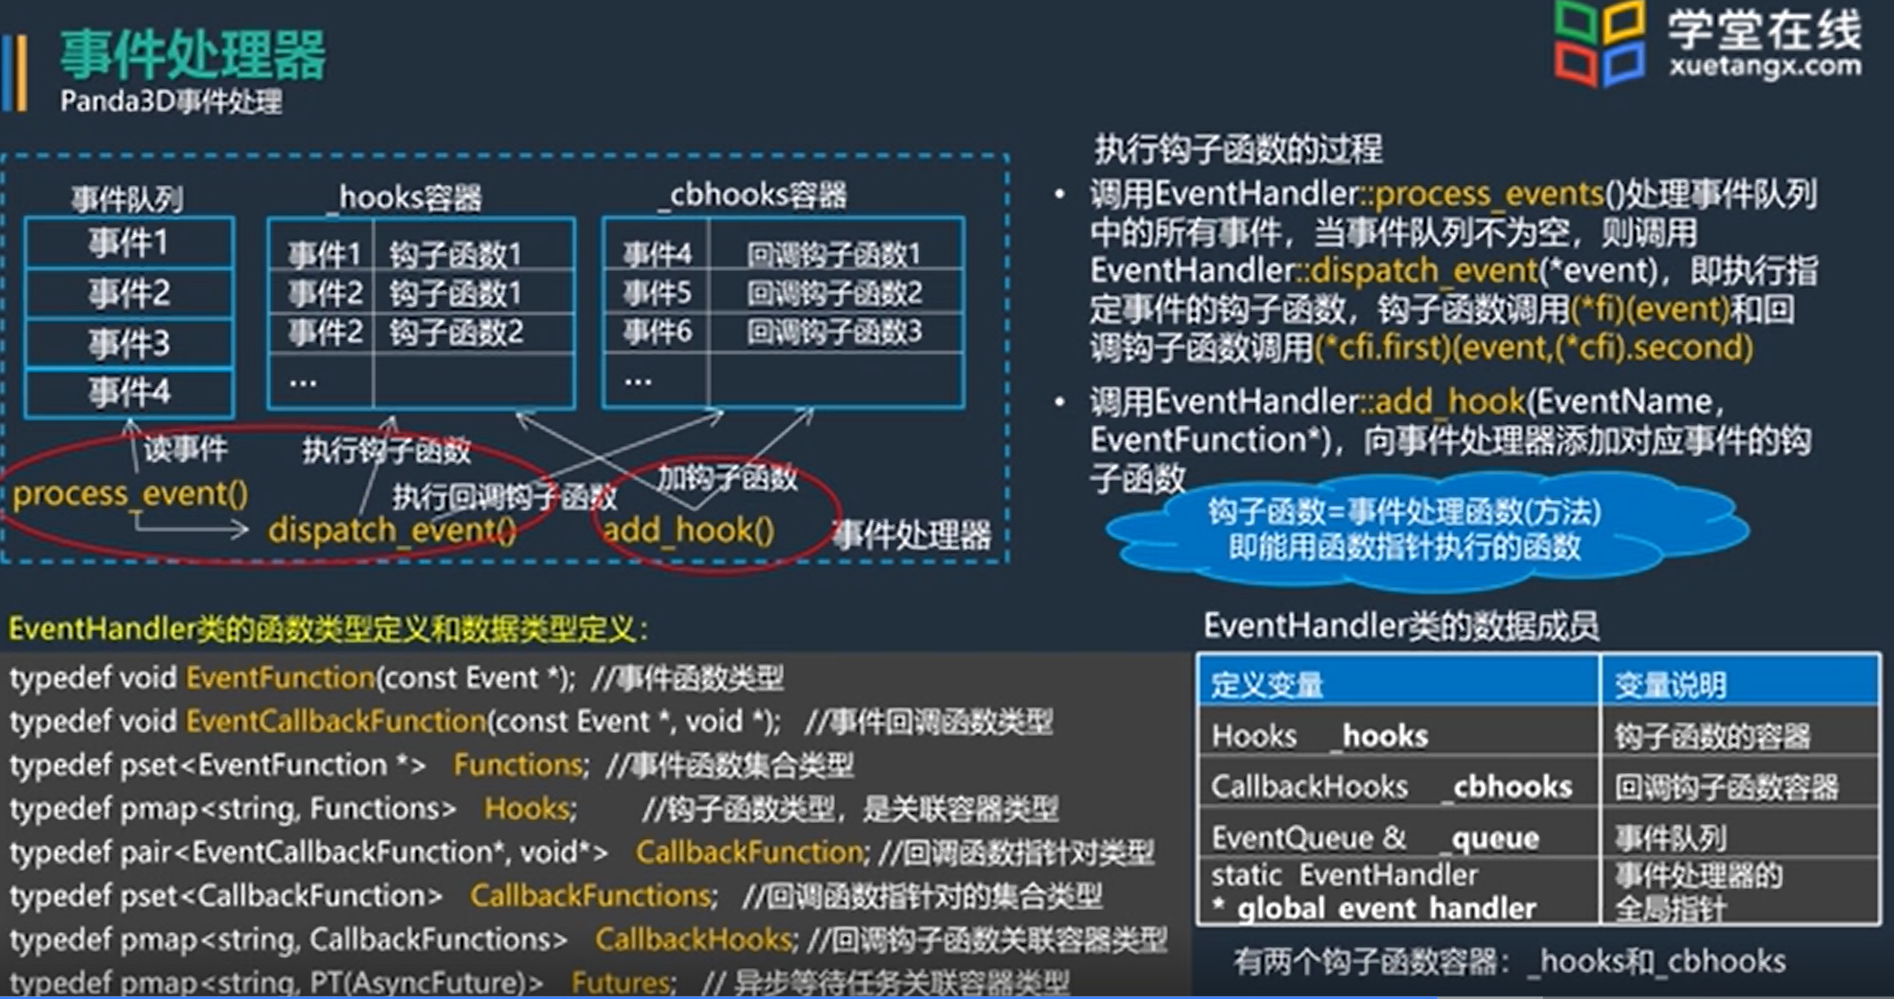 事件处理器
Panda3D事件处理
学堂在线
xuetangx.com
事件队列
事件1
事件2
事件3
事件4
_hooks容器
事件1 钩子函数1
事件2 钩子函数1
事件2 钩子函数2
...
_cbhooks容器
事件4 回调钩子函数1
事件5 回调钩子函数2
事件6 回调钩子函数3
...
读事件
执行钩子函数
执行回调钩子函数
加钩子函数
process_event()
dispatch_event()
add_hook()
事件处理器
执行钩子函数的过程
• 调用EventHandler::process_events()处理事件队列
中的所有事件，当事件队列不为空，则调用
EventHandler::dispatch_event(*event)，即执行指
定事件的钩子函数，钩子函数调用(*fi)(event)和回
调钩子函数调用(*cfi.first)(event,(*cfi).second)
• 调用EventHandler::add_hook(EventName，
EventFunction*)，向事件处理器添加对应事件的钩
子函数
钩子函数=事件处理函数(方法)
即能用函数指针执行的函数
EventHandler类的函数类型定义和数据类型定义：
typedef void EventFunction(const Event *); //事件函数类型
typedef void EventCallbackFunction(const Event *, void *); //事件回调函数类型
typedef pset<EventFunction *> Functions; //事件函数集合类型
typedef pmap<string, Functions> Hooks; //钩子函数类型，是关联容器类型
typedef pair<EventCallbackFunction*, void*> CallbackFunction; //回调函数指针对类型
typedef pset<CallbackFunction> CallbackFunctions; //回调函数指针对的集合类型
typedef pmap<string, CallbackFunctions> CallbackHooks; //回调钩子函数关联容器类型
typedef pmap<string, PT(AsyncFuture)> Futures; // 异步等待任务关联容器类型
EventHandler类的数据成员
定义变量 变量说明
Hooks _hooks 钩子函数的容器
CallbackHooks _cbhooks 回调钩子函数容器
EventQueue & _queue 事件队列
static EventHandler 事件处理器的
* global event handler 全局指针
有两个钩子函数容器：_hooks和_cbhooks